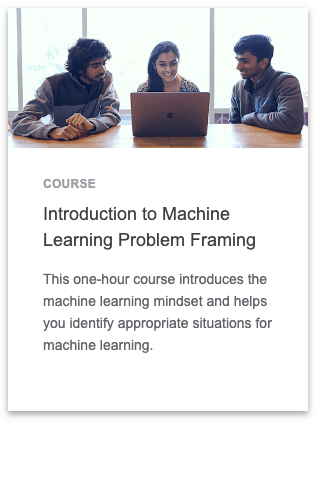 COURSE
Introduction to Machine
Learning Problem Framing
This one-hour course introduces the
machine learning mindset and helps
you identify appropriate situations for
machine learning.